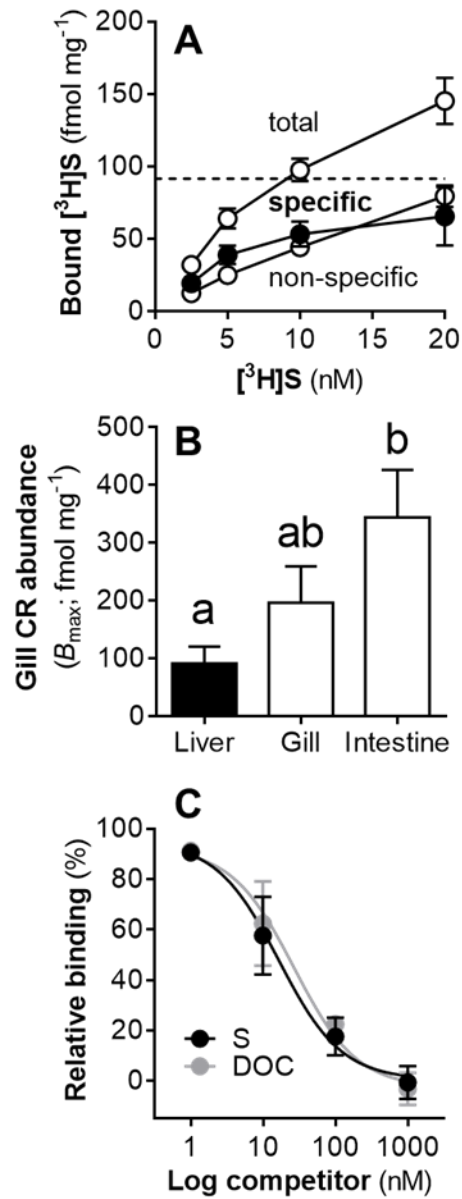 A
Bound [³H]S (fmol mg⁻¹)
200
150
100
50
0
total
specific
non-specific
0 5 10 15 20
[³H]S (nM)
B
Gill CR abundance
(Bmax; fmol mg⁻¹)
500
400
300
200
100
0
a
ab
b
Liver Gill Intestine
C
Relative binding (%)
100
80
60
40
20
0
S
DOC
1 10 100 1000
Log competitor (nM)